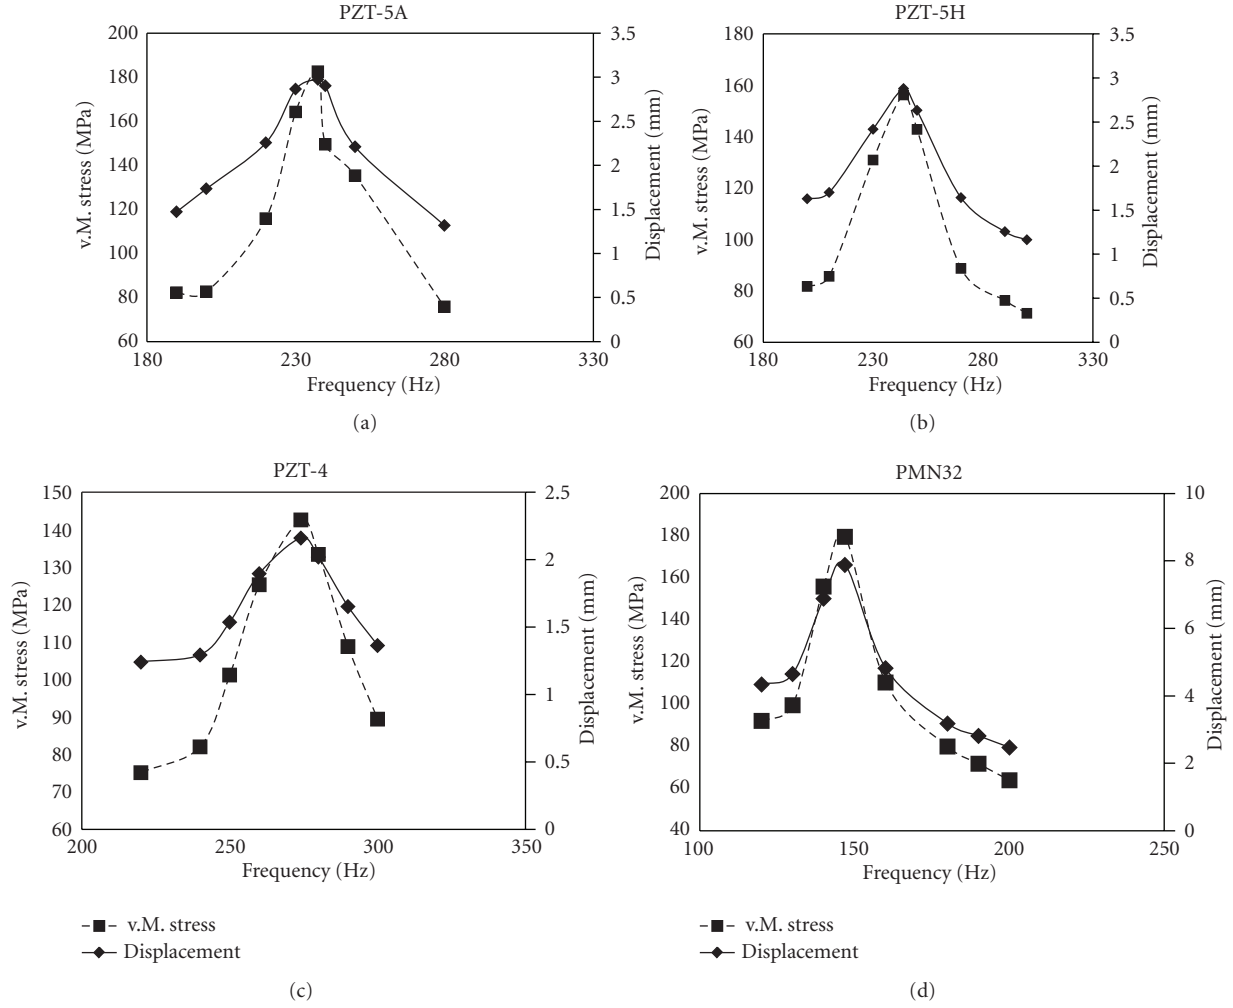 PZT-5A
200
180
160
140
120
100
80
60
v.M. stress (MPa)
3.5
3
2.5
2
1.5
1
0.5
0
Displacement (mm)
180 230 280 330
Frequency (Hz)
(a)
PZT-5H
180
160
140
120
100
80
60
v.M. stress (MPa)
3.5
3
2.5
2
1.5
1
0.5
0
Displacement (mm)
180 230 280 330
Frequency (Hz)
(b)
PZT-4
150
140
130
120
110
100
90
80
70
60
v.M. stress (MPa)
2.5
2
1.5
1
0.5
0
Displacement (mm)
200 250 300 350
Frequency (Hz)
v.M. stress
Displacement
(c)
PMN32
200
180
160
140
120
100
80
60
40
v.M. stress (MPa)
10
8
6
4
2
0
Displacement (mm)
100 150 200 250
Frequency (Hz)
v.M. stress
Displacement
(d)